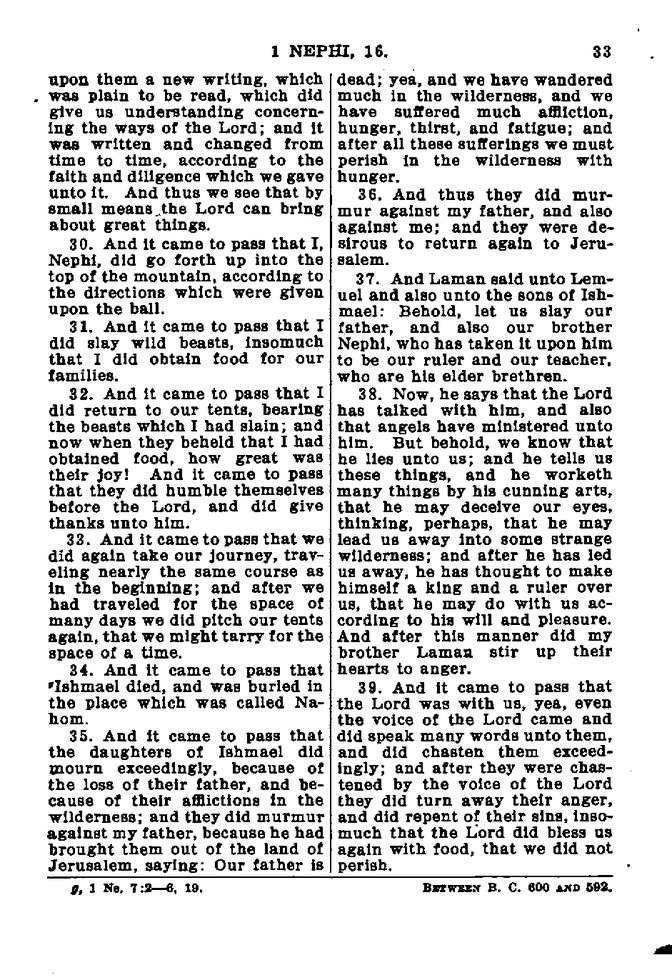 1 NEPHI, 16.
33
upon them a new writing, which
was plain to be read, which did
give us understanding concern-
ing the ways of the Lord; and it
was written and changed from
time to time, according to the
faith and diligence which we gave
unto it. And thus we see that by
small means the Lord can bring
about great things.
30. And it came to pass that I,
Nephi, did go forth up into the
top of the mountain, according to
the directions which were given
upon the ball.
31. And it came to pass that I
did slay wild beasts, insomuch
that I did obtain food for our
families.
32. And it came to pass that I
did return to our tents, bearing
the beasts which I had slain; and
now when they beheld that I had
obtained food, how great was
their joy! And it came to pass
that they did humble themselves
before the Lord, and did give
thanks unto him.
33. And it came to pass that we
did again take our journey, trav-
eling nearly the same course as
in the beginning; and after we
had traveled for the space of
many days we did pitch our tents
again, that we might tarry for the
space of a time.
34. And it came to pass that
gIshmael died, and was buried in
the place which was called Na-
hom.
35. And it came to pass that
the daughters of Ishmael did
mourn exceedingly, because of
the loss of their father, and be-
cause of their afflictions in the
wilderness; and they did murmur
against my father, because he had
brought them out of the land of
Jerusalem, saying: Our father is
dead; yea, and we have wandered
much in the wilderness, and we
have suffered much affliction,
hunger, thirst, and fatigue; and
after all these sufferings we must
perish in the wilderness with
hunger.
36. And thus they did mur-
mur against my father, and also
against me; and they were de-
sirous to return again to Jeru-
salem.
37. And Laman said unto Lem-
uel and also unto the sons of Ish-
mael: Behold, let us slay our
father, and also our brother
Nephi, who has taken it upon him
to be our ruler and our teacher,
who are his elder brethren.
38. Now, he says that the Lord
has talked with him, and also
that angels have ministered unto
him. But behold, we know that
he lies unto us; and he tells us
these things, and he worketh
many things by his cunning arts,
that he may deceive our eyes,
thinking, perhaps, that he may
lead us away into some strange
wilderness; and after he has led
us away, he has thought to make
himself a king and a ruler over
us, that he may do with us ac-
cording to his will and pleasure.
And after this manner did my
brother Laman stir up their
hearts to anger.
39. And it came to pass that
the Lord was with us, yea, even
the voice of the Lord came and
did speak many words unto them,
and did chasten them exceed-
ingly; and after they were chas-
tened by the voice of the Lord
they did turn away their anger,
and did repent of their sins, inso-
much that the Lord did bless us
again with food, that we did not
perish.
g, 1 Ne. 7:2—6, 19.
BETWEEN B. C. 600 AND 592.